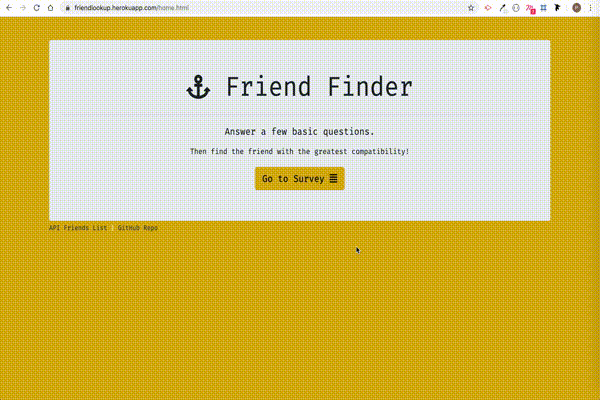 friendlookup.herokuapp.com/home.html
Friend Finder
Answer a few basic questions.
Then find the friend with the greatest compatibility!
Go to Survey
API Friends List | GitHub Repo